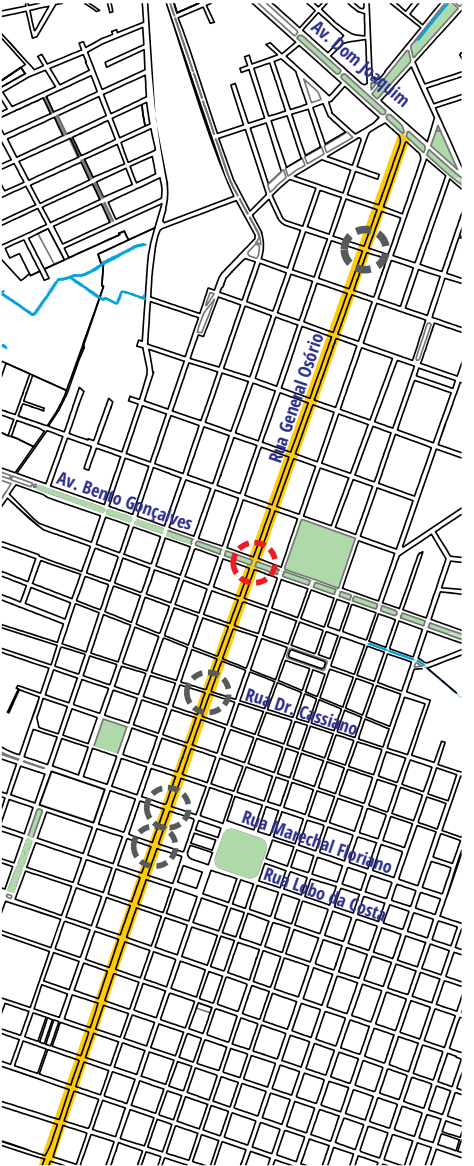 Av. Dom Joaquim
Rua General Osório
Av. Bento Gonçalves
Rua Dr. Cassiano
Rua Marechal Floriano
Rua Lobo da Costa